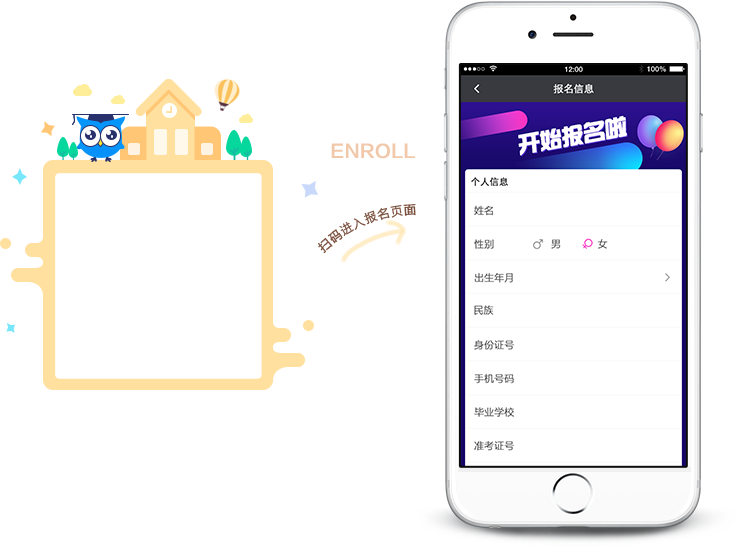 ENROLL
扫码进入报名页面
12:00
100%
报名信息
开始报名啦
个人信息
姓名
性别 男 女
出生年月
民族
身份证号
手机号码
毕业学校
准考证号